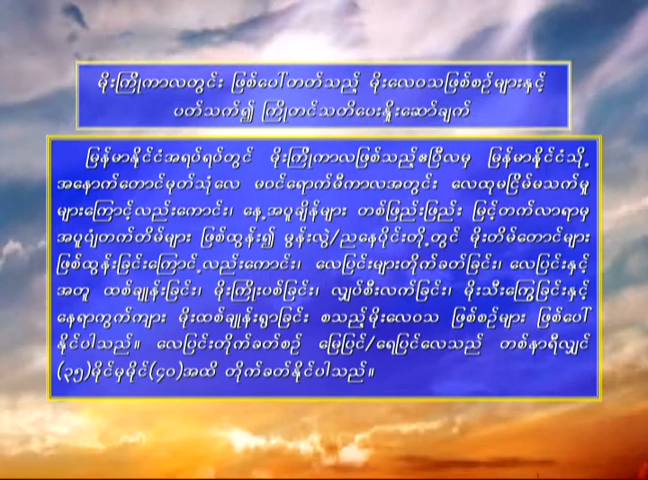 မိုးကြိုကာလတွင်း ဖြစ်ပေါ်တတ်သည့် မိုးလေဝသဖြစ်စဉ်များနှင့်
ပတ်သက်၍ ကြိုတင်သတိပေးနှိုးဆော်ချက်
မြန်မာနိုင်ငံအရပ်ရပ်တွင် မိုးကြိုကာလဖြစ်သည့်ဧပြီလမှ မြန်မာနိုင်ငံသို့
အနောက်တောင်မုတ်သုံလေ မဝင်ရောက်မီကာလအတွင်း လေထုမငြိမ်မသက်မှု
များကြောင့်လည်းကောင်း၊ နေ့အပူချိန်များ တစ်ဖြည်းဖြည်း မြင့်တက်လာရာမှ
အပူပျံတက်တိမ်များ ဖြစ်ထွန်း၍ မွန်းလွဲ/ညနေပိုင်းတို့တွင် မိုးတိမ်တောင်များ
ဖြစ်ထွန်းခြင်းကြောင့်လည်းကောင်း၊ လေပြင်းများတိုက်ခတ်ခြင်း၊ လေပြင်းနှင့်
အတူ ထစ်ချုန်းခြင်း၊ မိုးကြိုးပစ်ခြင်း၊ လျှပ်စီးလက်ခြင်း၊ မိုးသီးကြွေခြင်းနှင့်
နေရာကွက်ကျား မိုးထစ်ချုန်းရွာခြင်း စသည့်မိုးလေဝသ ဖြစ်စဉ်များ ဖြစ်ပေါ်
နိုင်ပါသည်။ လေပြင်းတိုက်ခတ်စဉ် မြေပြင်/ရေပြင်လေသည် တစ်နာရီလျှင်
(၃၅)မိုင်မှမိုင်(၄၀)အထိ တိုက်ခတ်နိုင်ပါသည်။